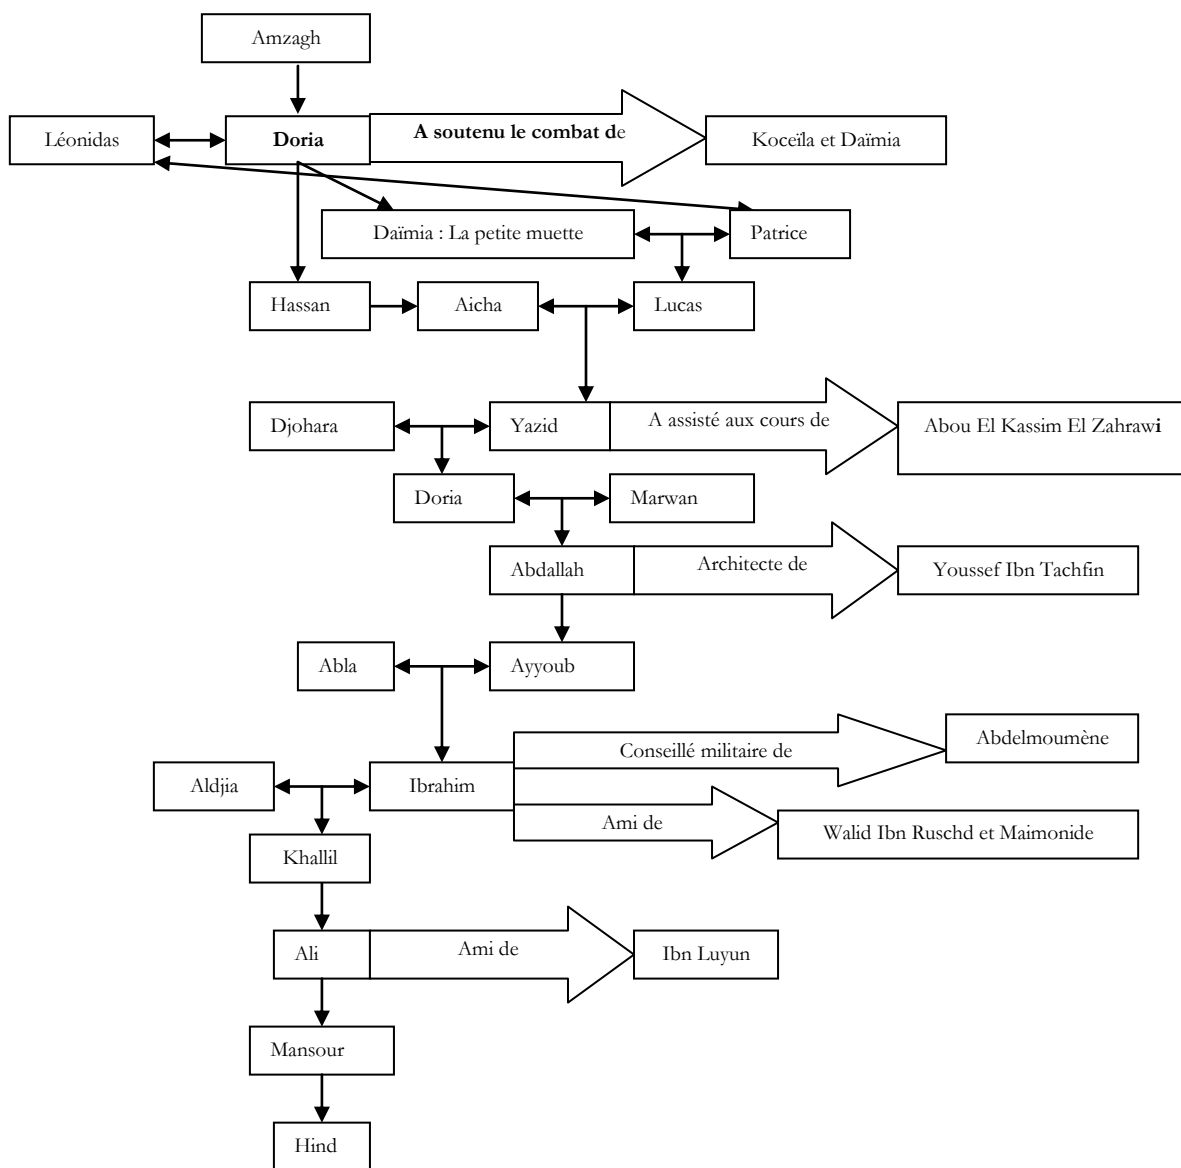 Amzagh
Léonidas
Doria
A soutenu le combat de
Koceïla et Daïmia
Daïmia : La petite muette
Patrice
Hassan
Aicha
Lucas
Djohara
Yazid
A assisté aux cours de
Abou El Kassim El Zahrawi
Doria
Marwan
Abdallah
Architecte de
Youssef Ibn Tachfin
Abla
Ayyoub
Conseillé militaire de
Abdelmoumène
Aldjia
Ibrahim
Ami de
Walid Ibn Ruschd et Maimonide
Khallil
Ali
Ami de
Ibn Luyun
Mansour
Hind